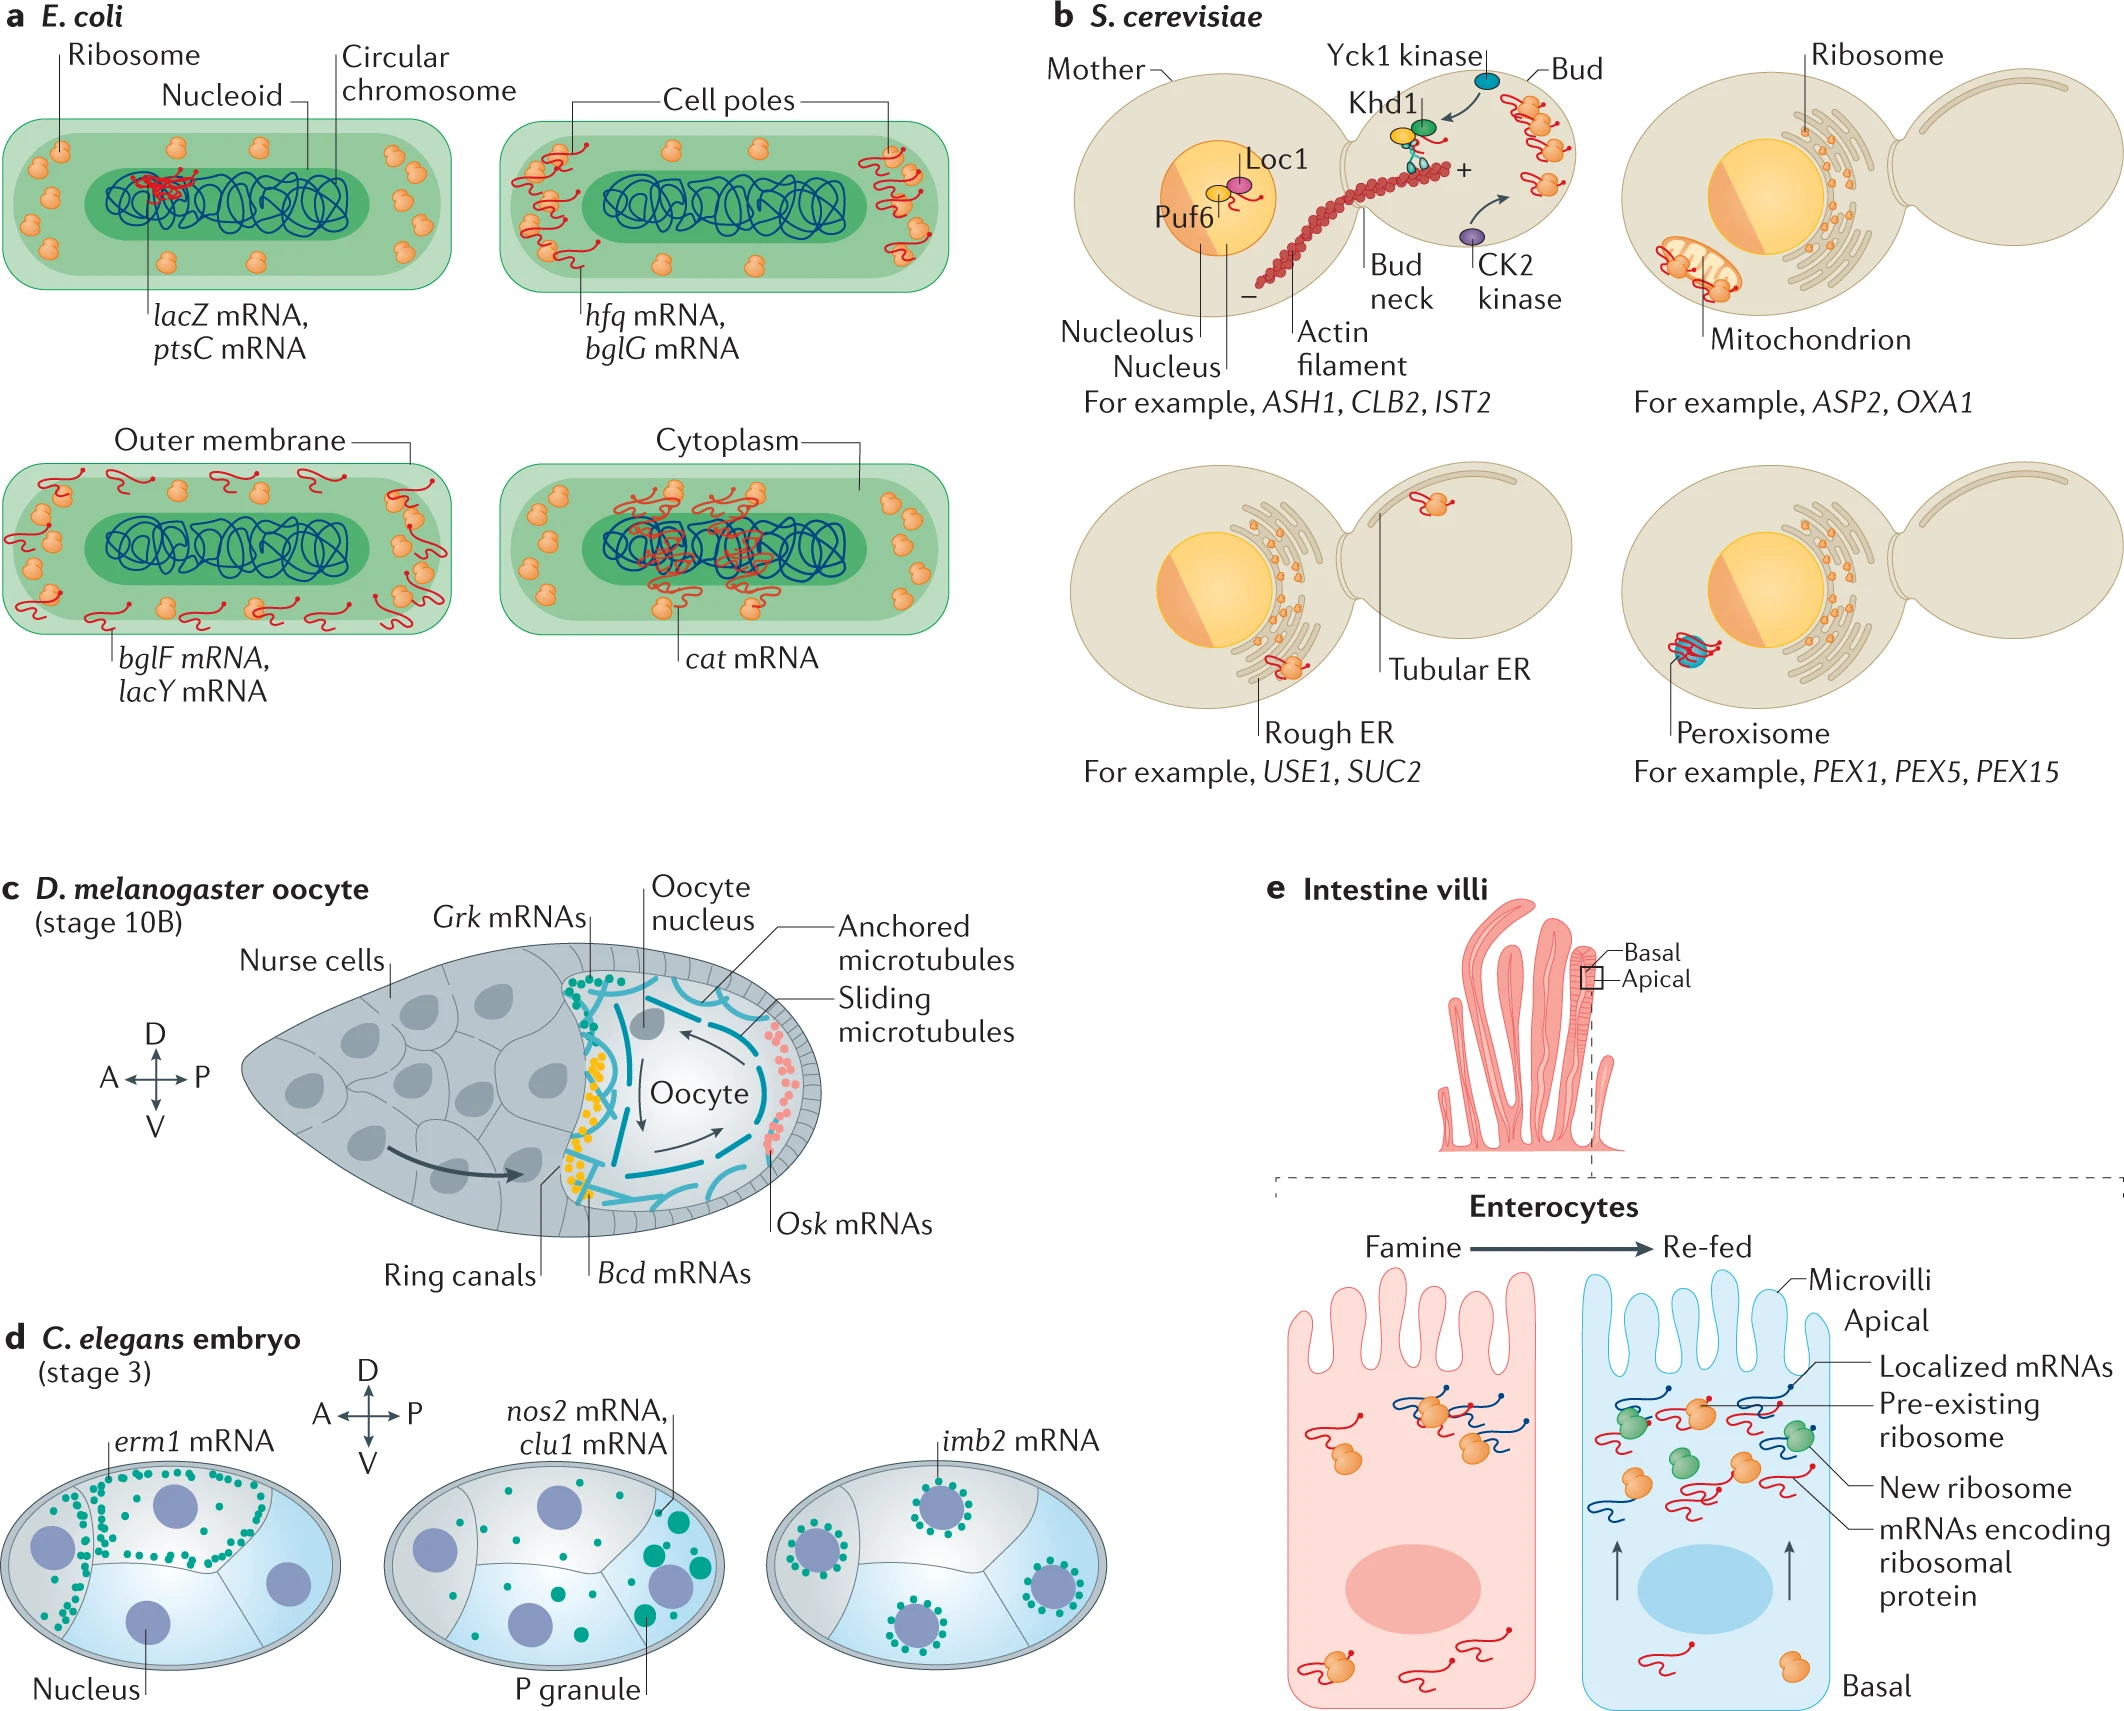 a E. coli
Ribosome
Nucleoid
Circular
chromosome
Cell poles
lacZ mRNA,
ptsC mRNA
hfq mRNA,
bglG mRNA
Outer membrane
Cytoplasm
bglF mRNA,
lacY mRNA
cat mRNA
b S. cerevisiae
Mother
Yck1 kinase
Bud
Khd1
Loc1
Puf6
+
−
Bud
neck
CK2
kinase
Nucleolus
Nucleus
Actin
filament
For example, ASH1, CLB2, IST2
Ribosome
Mitochondrion
For example, ASP2, OXA1
Tubular ER
Rough ER
For example, USE1, SUC2
Peroxisome
For example, PEX1, PEX5, PEX15
c D. melanogaster oocyte
(stage 10B)
Nurse cells
Grk mRNAs
Oocyte
nucleus
Anchored
microtubules
Sliding
microtubules
D
A P
V
Oocyte
Osk mRNAs
Ring canals
Bcd mRNAs
d C. elegans embryo
(stage 3)
D
A P
V
erm1 mRNA
nos2 mRNA,
clu1 mRNA
imb2 mRNA
Nucleus
P granule
e Intestine villi
Basal
Apical
Enterocytes
Famine
Re-fed
Microvilli
Apical
Localized mRNAs
Pre-existing
ribosome
New ribosome
mRNAs encoding
ribosomal
protein
Basal